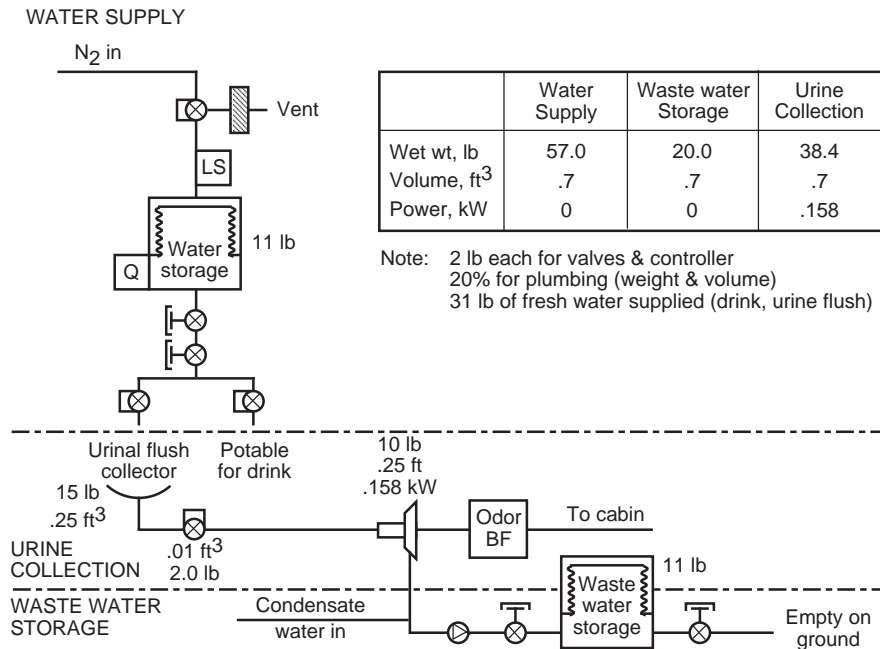 WATER SUPPLY
N2 in
Vent
LS
Water
storage
11 lb
Q
Water
Supply
Waste water
Storage
Urine
Collection
Wet wt, lb 57.0 20.0 38.4
Volume, ft3 .7 .7 .7
Power, kW 0 0 .158
Note: 2 lb each for valves & controller
20% for plumbing (weight & volume)
31 lb of fresh water supplied (drink, urine flush)
Urinal flush
collector
Potable
for drink
15 lb
.25 ft3
.01 ft3
2.0 lb
10 lb
.25 ft
.158 kW
Odor
BF
To cabin
URINE
COLLECTION
WASTE WATER
STORAGE
Condensate
water in
Waste
water
storage
11 lb
Empty on
ground